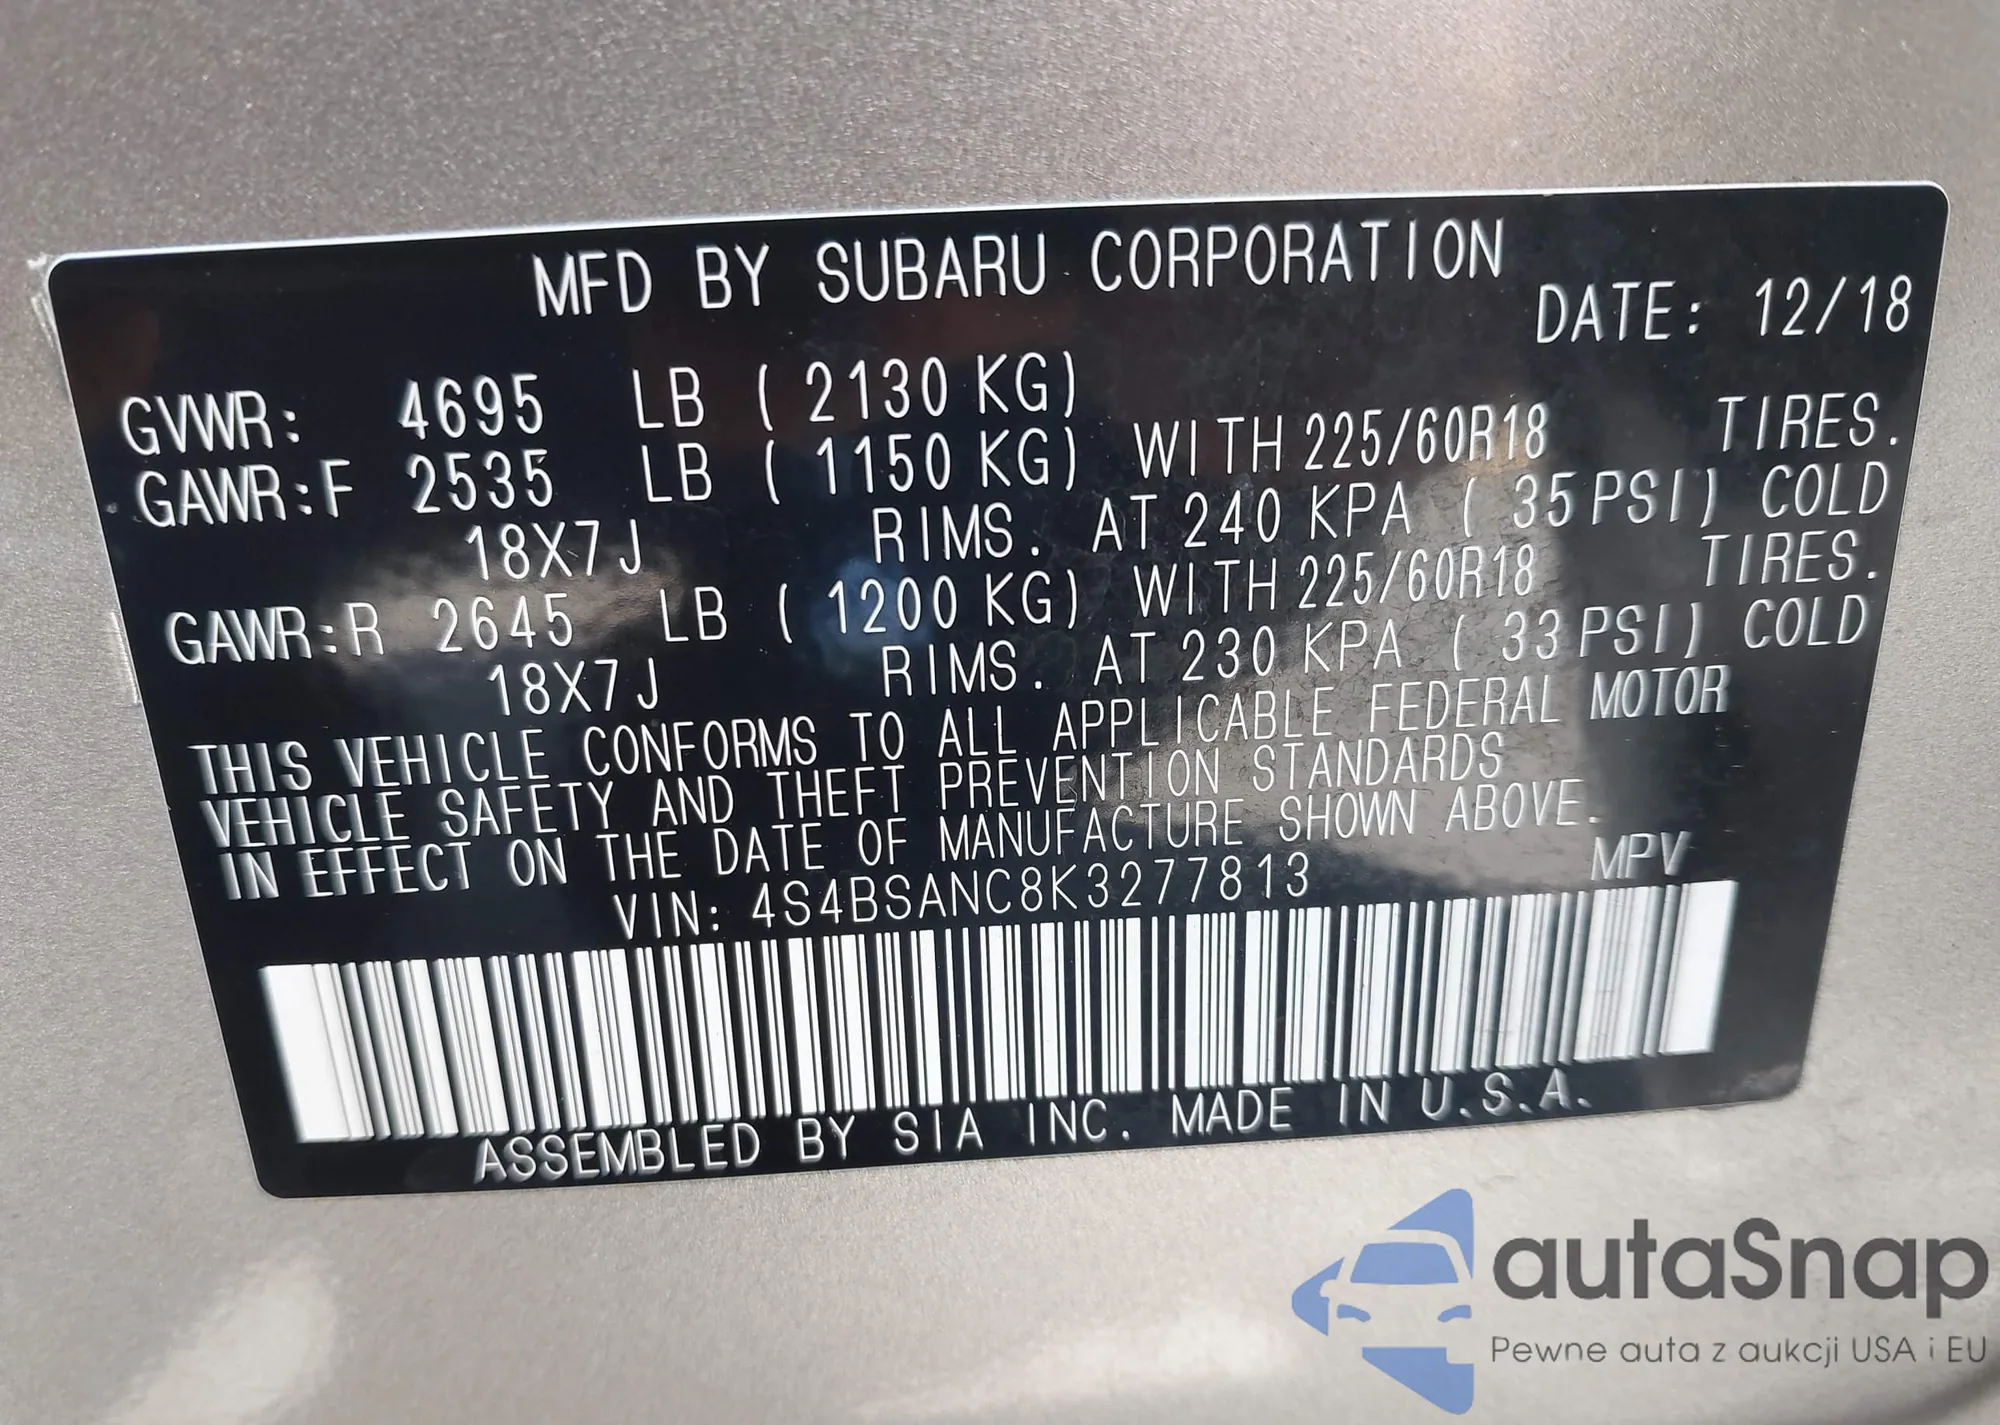 MFD BY SUBARU CORPORATION
DATE: 12/18
GVWR: 4695 LB ( 2130 KG)
GAWR:F 2535 LB ( 1150 KG) WITH 225/60R18 TIRES.
18X7J RIMS. AT 240 KPA ( 35 PSI) COLD
GAWR:R 2645 LB ( 1200 KG) WITH 225/60R18 TIRES.
18X7J RIMS. AT 230 KPA ( 33 PSI) COLD
THIS VEHICLE CONFORMS TO ALL APPLICABLE FEDERAL MOTOR
VEHICLE SAFETY AND THEFT PREVENTION STANDARDS
IN EFFECT ON THE DATE OF MANUFACTURE SHOWN ABOVE.
VIN: 4S4BSANC8K3277813 MPV
ASSEMBLED BY SIA INC. MADE IN U.S.A.
autaSnap
Pewne auta z aukcji USA i EU